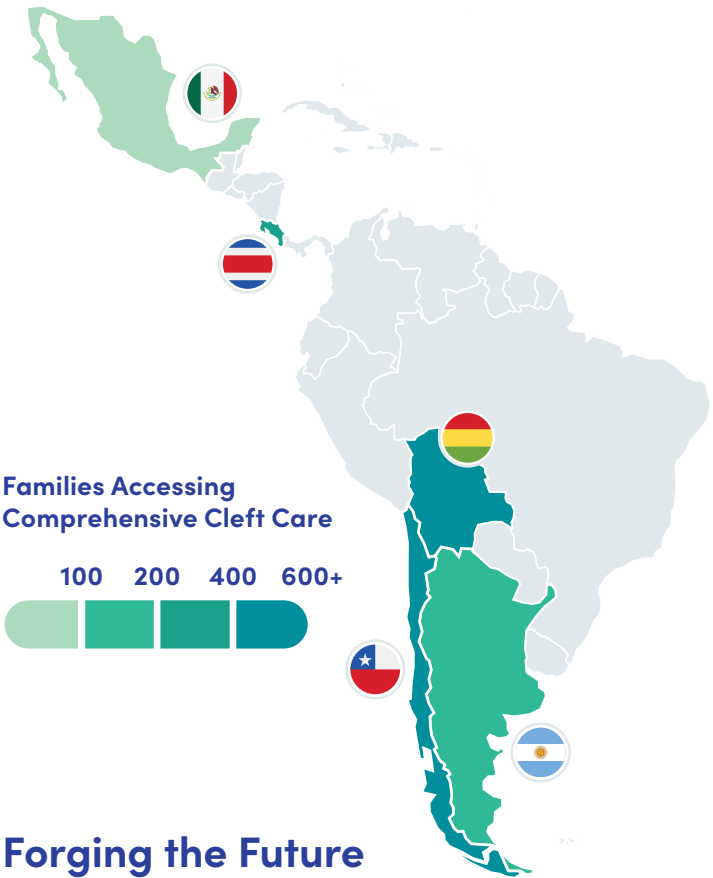 Families Accessing
Comprehensive Cleft Care
100 200 400 600+
Forging the Future